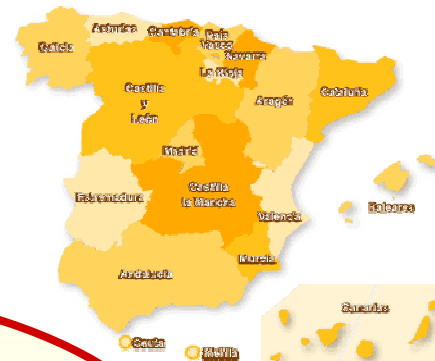 Galicia
Asturias
Cantabria
País
Vasco
Navarra
La Rioja
Castilla
y
León
Aragón
Cataluña
Madrid
Extremadura
Castilla
la Mancha
Valencia
Baleares
Murcia
Andalucía
Canarias
Ceuta
Melilla